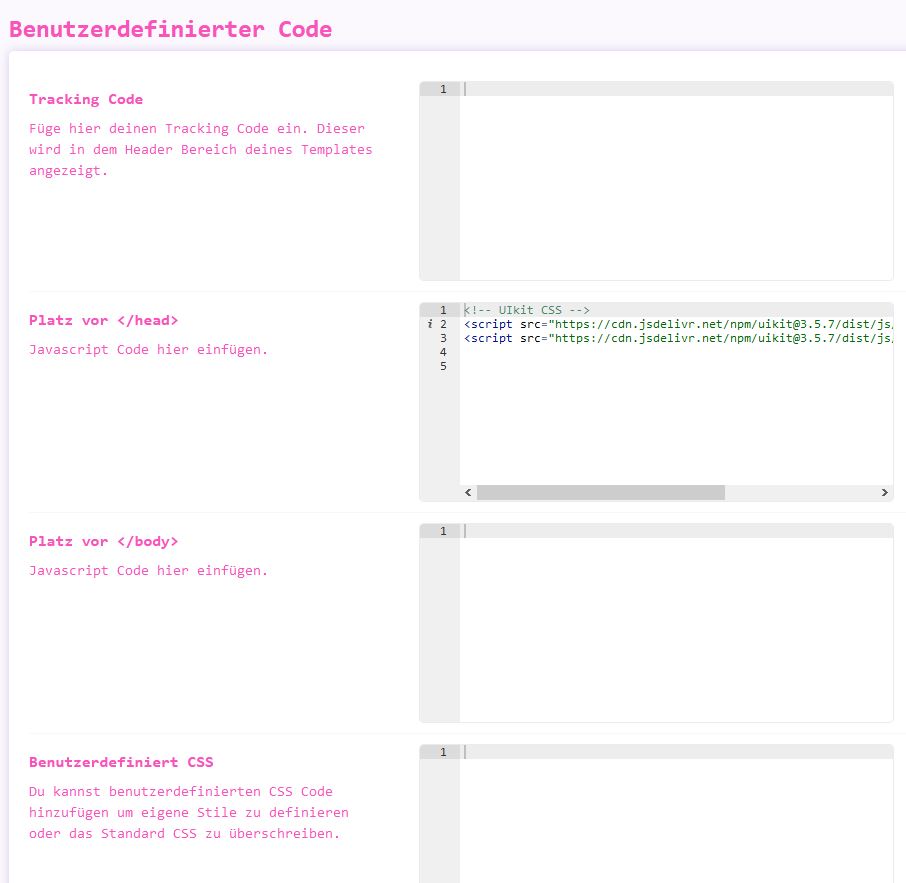 Benutzerdefinierter Code
Tracking Code
Füge hier deinen Tracking Code ein. Dieser
wird in dem Header Bereich deines Templates
angezeigt.
1
Platz vor </head>
Javascript Code hier einfügen.
1 <!-- UIkit CSS -->
i 2 <script src="https://cdn.jsdelivr.net/npm/uikit@3.5.7/dist/js/
3 <script src="https://cdn.jsdelivr.net/npm/uikit@3.5.7/dist/js/
4
5
Platz vor </body>
Javascript Code hier einfügen.
1
Benutzerdefiniert CSS
Du kannst benutzerdefinierten CSS Code
hinzufügen um eigene Stile zu definieren
oder das Standard CSS zu überschreiben.
1